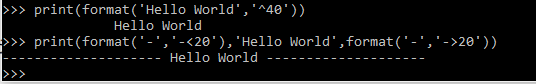 >>> print(format('Hello World','^40'))
              Hello World
>>> print(format('-','-<20'),'Hello World',format('-','->20'))
-------------------- Hello World --------------------
>>>